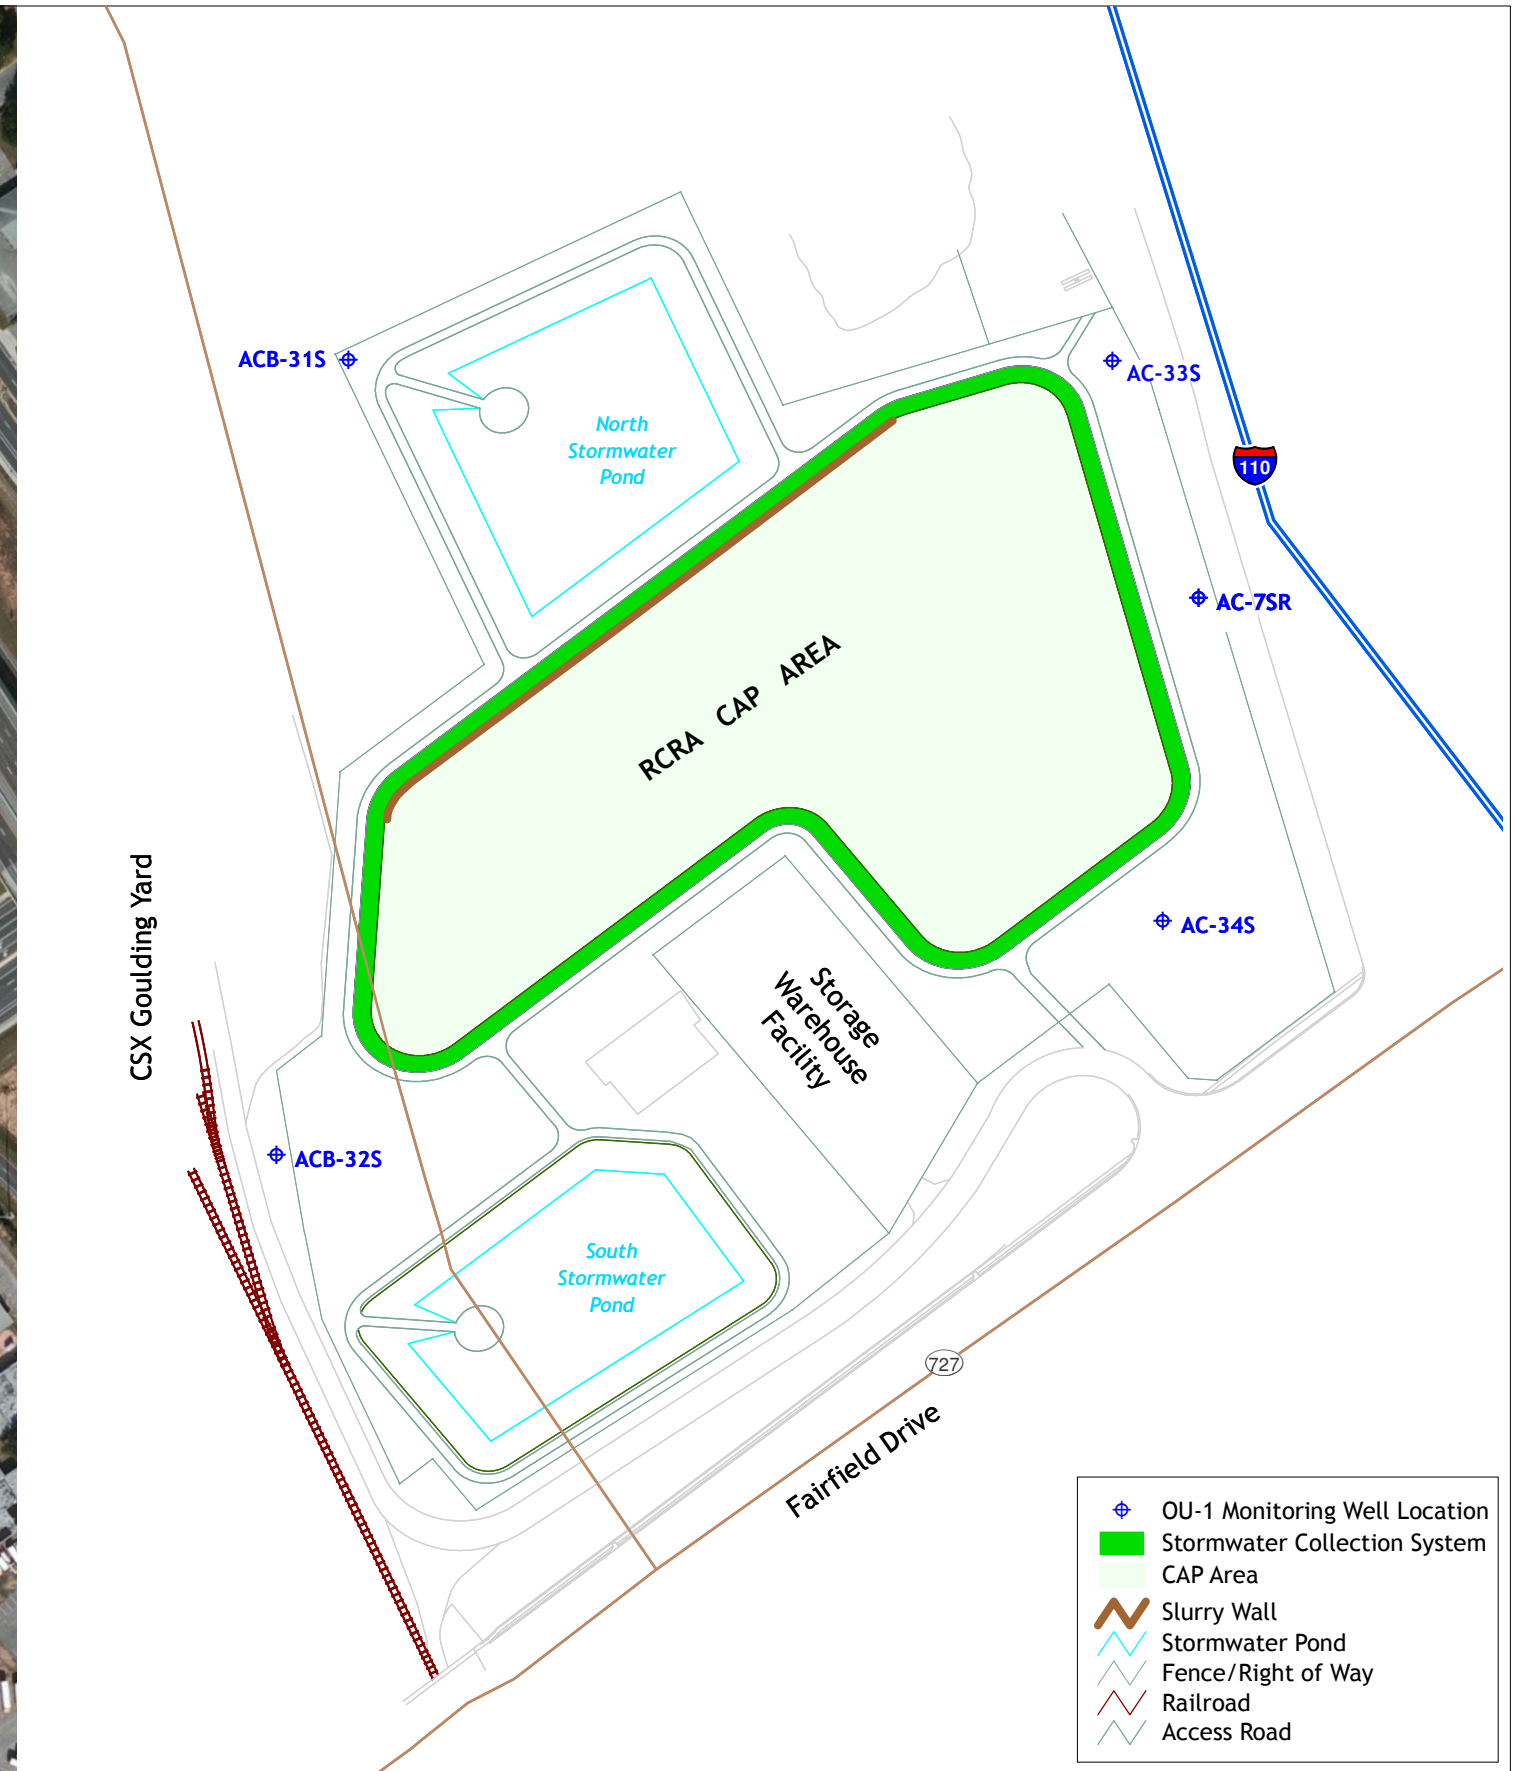 ACB-31S
AC-33S
North
Stormwater
Pond
110
AC-7SR
RCRA CAP AREA
CSX Goulding Yard
AC-34S
Storage
Warehouse
Facility
ACB-32S
South
Stormwater
Pond
727
Fairfield Drive
OU-1 Monitoring Well Location
Stormwater Collection System
CAP Area
Slurry Wall
Stormwater Pond
Fence/Right of Way
Railroad
Access Road